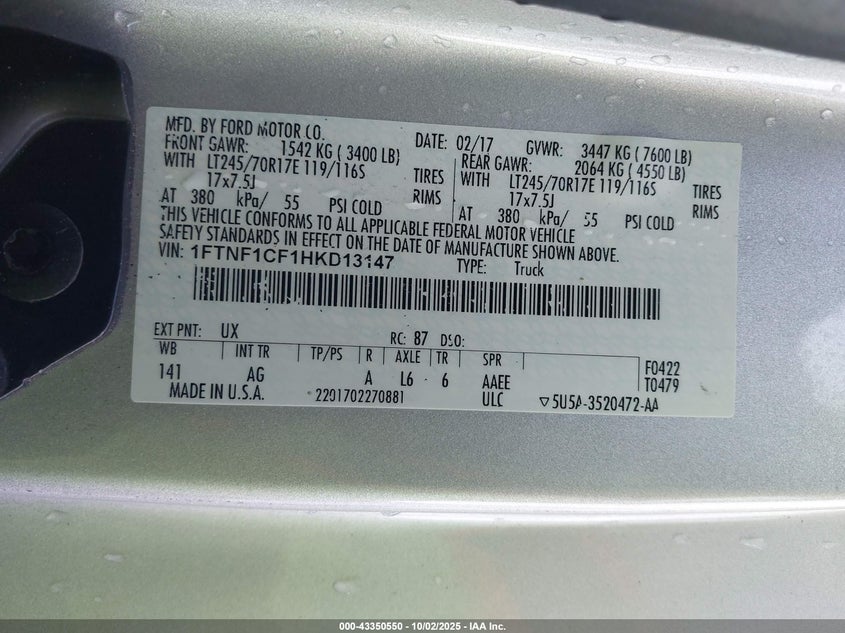 MFD. BY FORD MOTOR CO. DATE: 02/17 GVWR: 3447 KG ( 7600 LB)
FRONT GAWR: 1542 KG ( 3400 LB) REAR GAWR: 2064 KG ( 4550 LB)
WITH LT245/70R17E 119/116S TIRES WITH LT245/70R17E 119/116S TIRES
17x7.5J RIMS 17x7.5J RIMS
AT 380 kPa/ 55 PSI COLD AT 380 kPa/ 55 PSI COLD
THIS VEHICLE CONFORMS TO ALL APPLICABLE FEDERAL MOTOR VEHICLE
SAFETY STANDARDS IN EFFECT ON THE DATE OF MANUFACTURE SHOWN ABOVE.
VIN: 1FTNF1CF1HKD13147 TYPE: Truck
EXT PNT: UX RC: 87 DSO:
WB INT TR TP/PS R AXLE TR SPR F0422
141 AG A L6 6 AAEE T0479
MADE IN U.S.A. 2201702270881 ULC ▽5U5A-3520472-AA
000-43350550 - 10/02/2025 - IAA Inc.